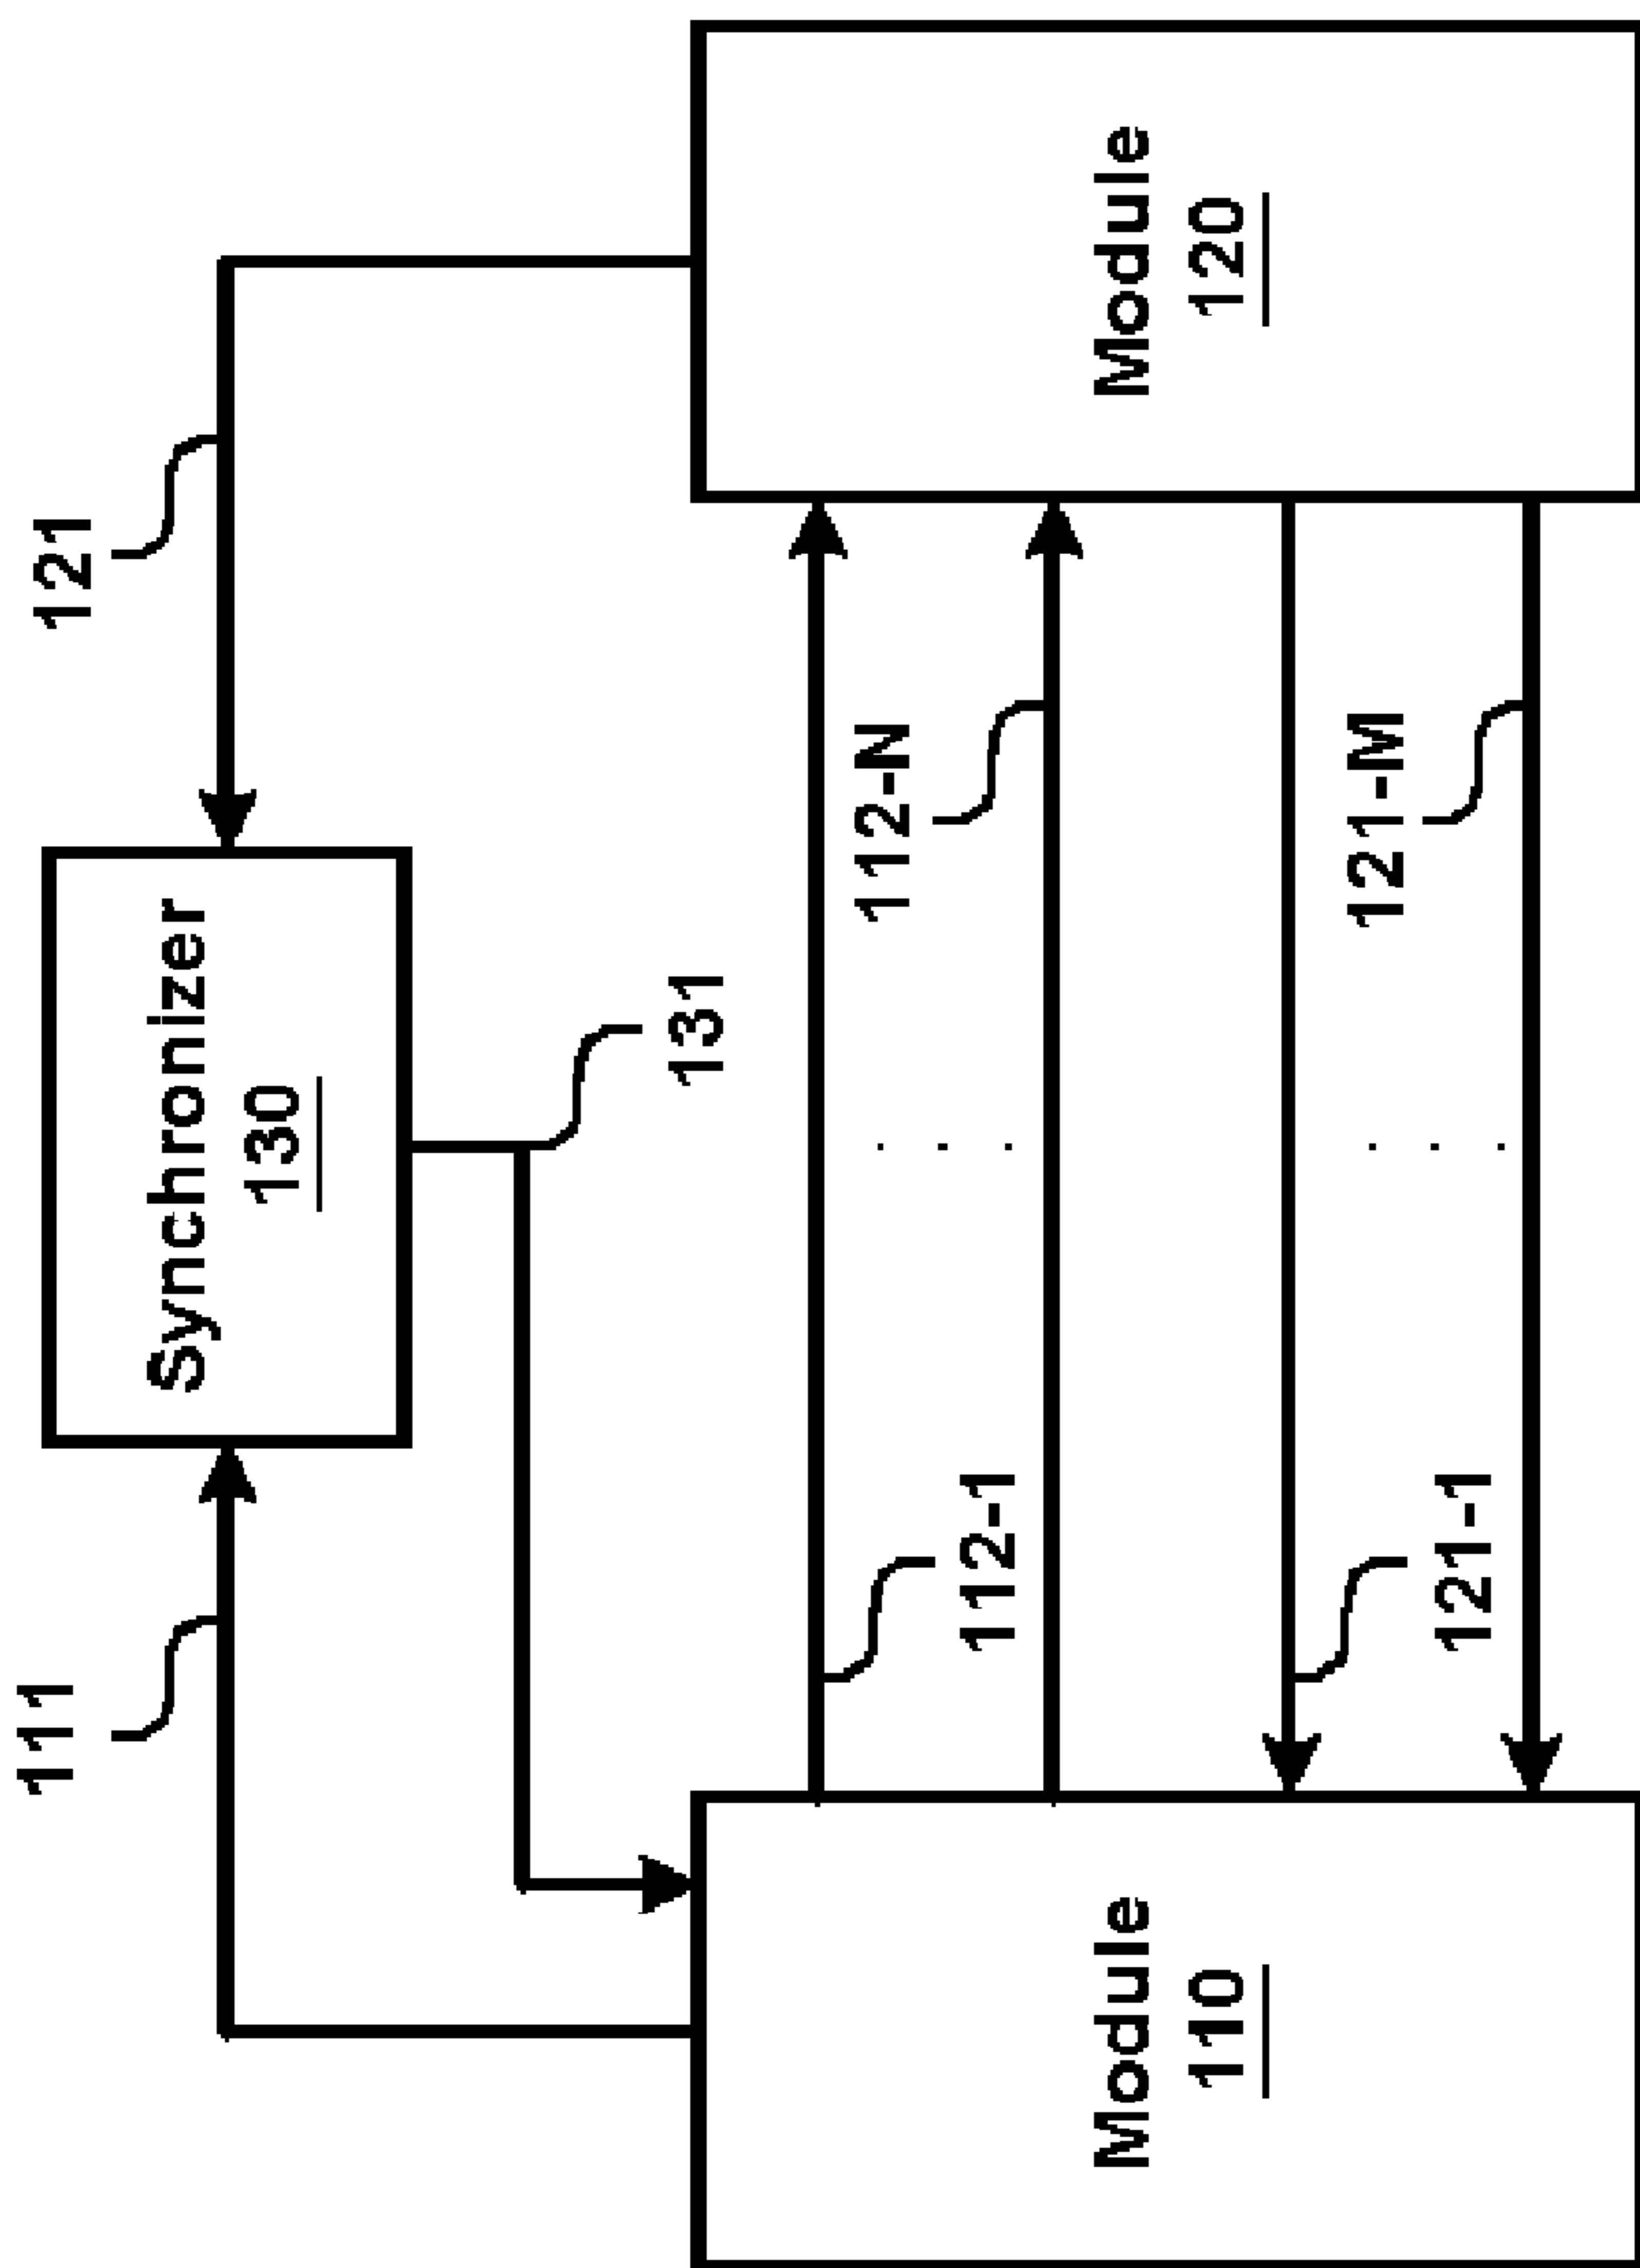 111
121
Synchronizer
130
131
112-N
112-1
. . .
121-M
121-1
. . .
Module
110
Module
120